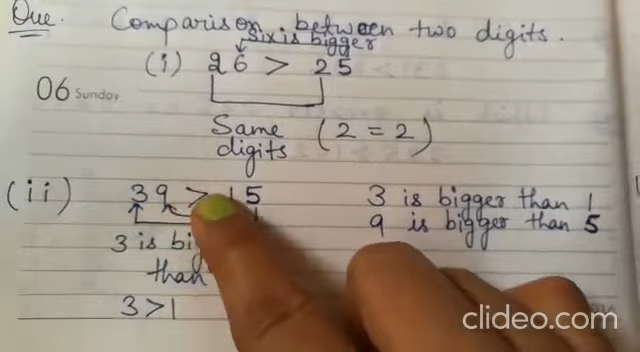 Que. Comparison between two digits.
Six is bigger
(i) 26 > 25
06 Sunday
Same (2 = 2)
digits
(ii) 39 > 15 3 is bigger than 1
9 is bigger than 5
3 is
than
3>1
clideo.com